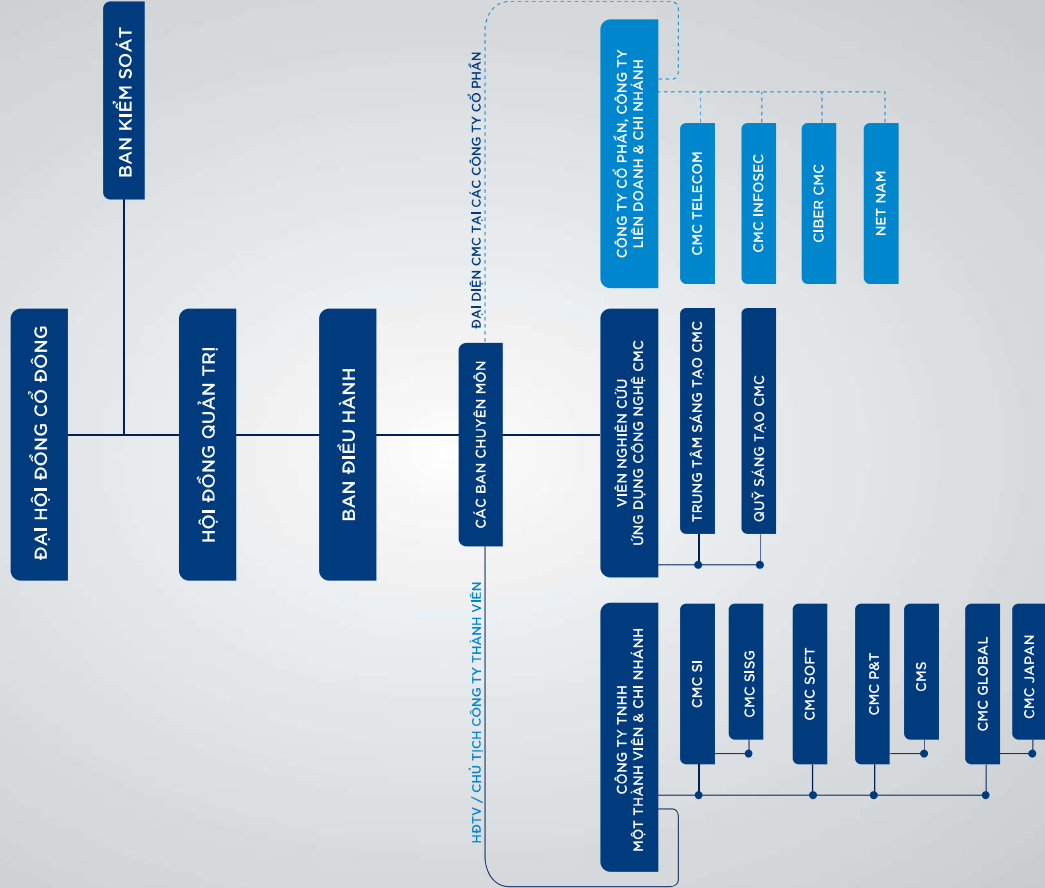 ĐẠI HỘI ĐỒNG CỔ ĐÔNG
BAN KIỂM SOÁT
HỘI ĐỒNG QUẢN TRỊ
BAN ĐIỀU HÀNH
HĐTV / CHỦ TỊCH CÔNG TY THÀNH VIÊN
CÁC BAN CHUYÊN MÔN
ĐẠI DIỆN CMC TẠI CÁC CÔNG TY CỔ PHẦN
CÔNG TY TNHH
MỘT THÀNH VIÊN & CHI NHÁNH
CMC SI
CMC SISG
CMC SOFT
CMC P&T
CMS
CMC GLOBAL
CMC JAPAN
VIỆN NGHIÊN CỨU
ỨNG DỤNG CÔNG NGHỆ CMC
TRUNG TÂM SÁNG TẠO CMC
QUỸ SÁNG TẠO CMC
CÔNG TY CỔ PHẦN, CÔNG TY
LIÊN DOANH & CHI NHÁNH
CMC TELECOM
CMC INFOSEC
CIBER CMC
NET NAM